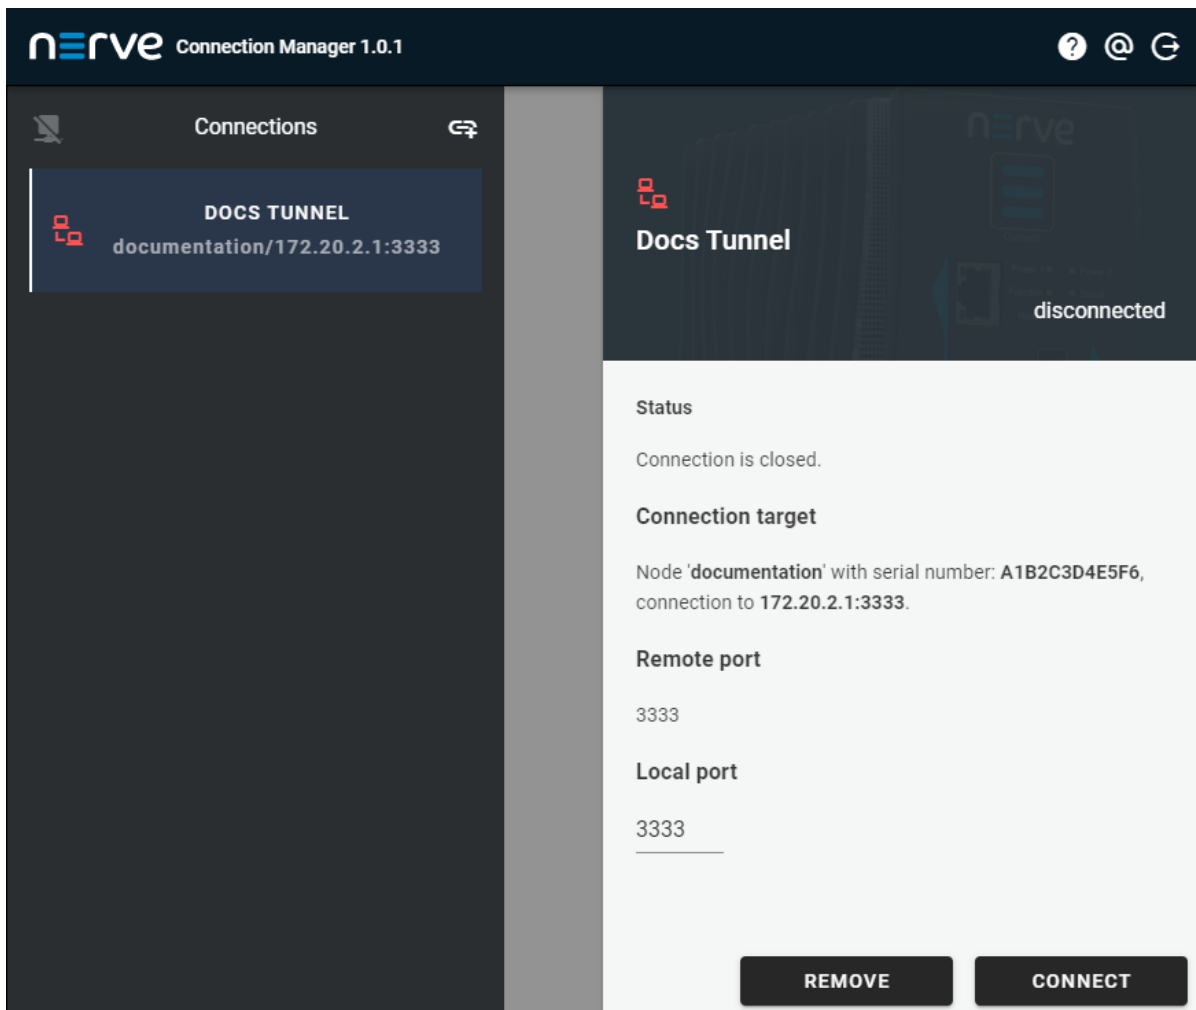 nerve Connection Manager 1.0.1
Connections
DOCS TUNNEL
documentation/172.20.2.1:3333
nerve
Docs Tunnel
disconnected
Status
Connection is closed.
Connection target
Node 'documentation' with serial number: A1B2C3D4E5F6,
connection to 172.20.2.1:3333.
Remote port
3333
Local port
3333
REMOVE
CONNECT